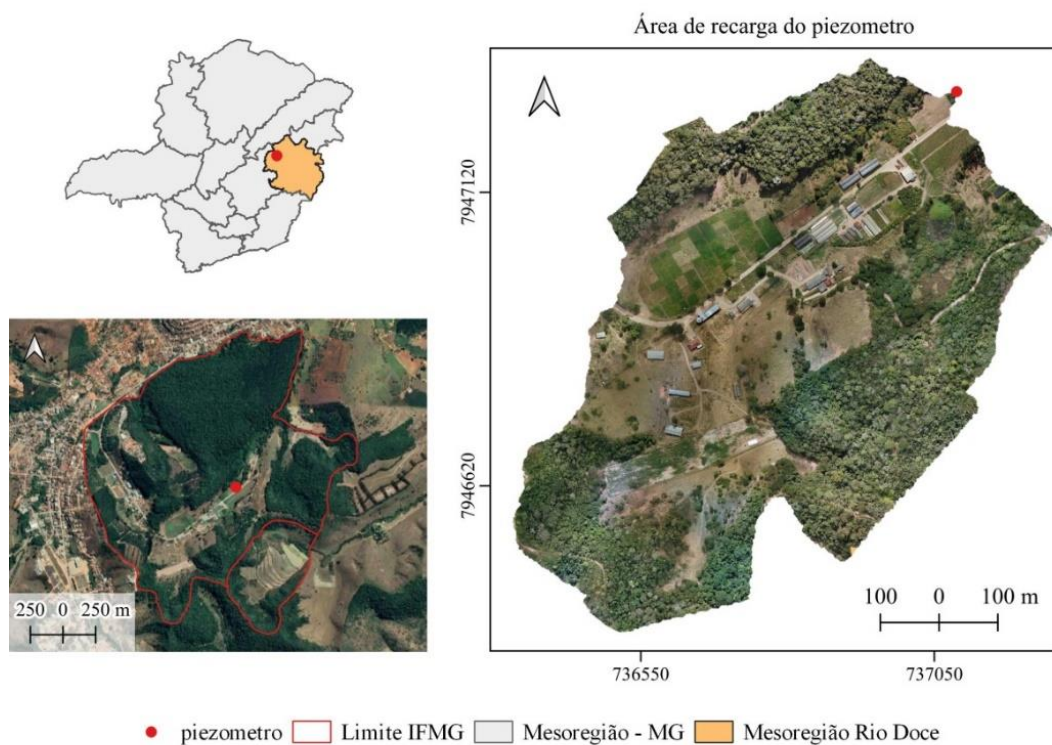 Área de recarga do piezometro
7947120
7946620
250 0 250 m
100 0 100 m
736550 737050
piezometro Limite IFMG Mesoregião - MG Mesoregião Rio Doce